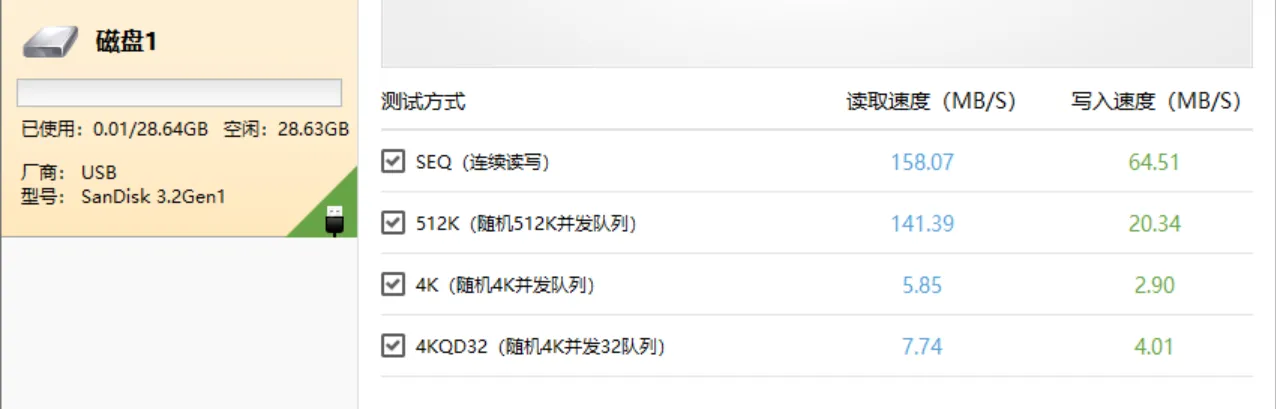 磁盘1
已使用：0.01/28.64GB 空闲：28.63GB
厂商： USB
型号： SanDisk 3.2Gen1
测试方式 读取速度（MB/S） 写入速度（MB/S）
SEQ（连续读写） 158.07 64.51
512K（随机512K并发队列） 141.39 20.34
4K（随机4K并发队列） 5.85 2.90
4KQD32（随机4K并发32队列） 7.74 4.01